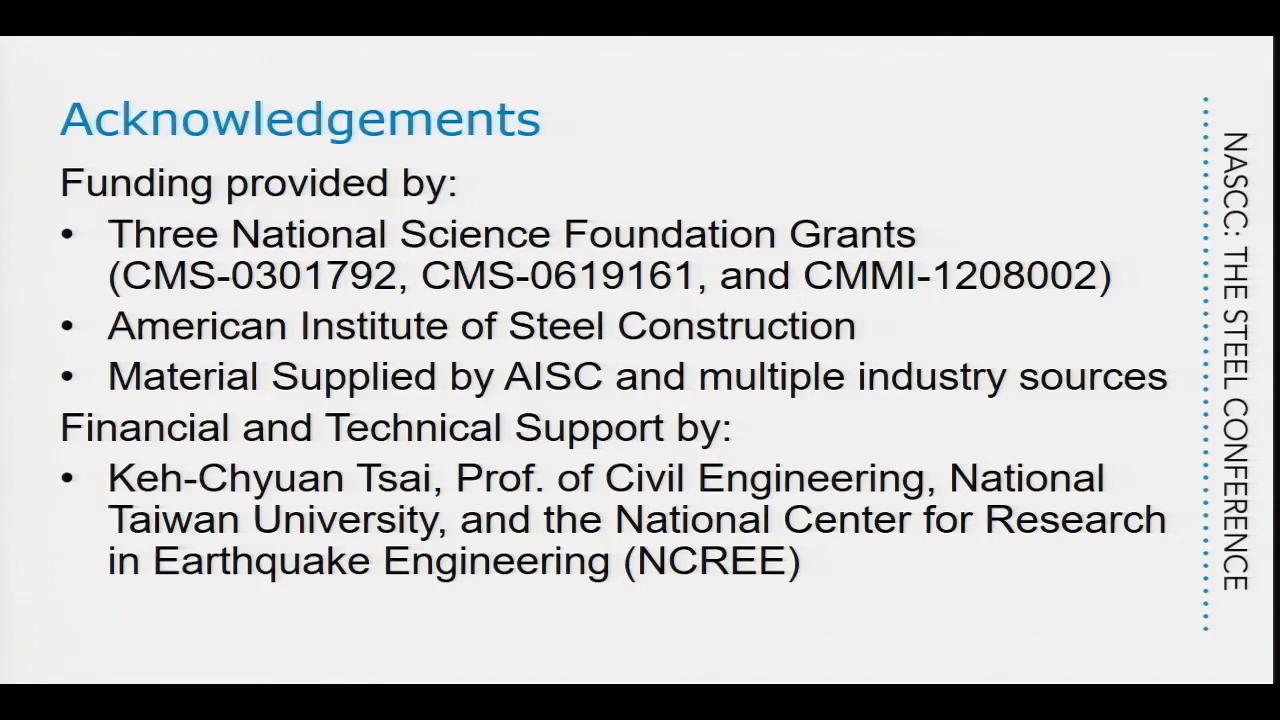 Acknowledgements
Funding provided by:
• Three National Science Foundation Grants
(CMS-0301792, CMS-0619161, and CMMI-1208002)
• American Institute of Steel Construction
• Material Supplied by AISC and multiple industry sources
Financial and Technical Support by:
• Keh-Chyuan Tsai, Prof. of Civil Engineering, National
Taiwan University, and the National Center for Research
in Earthquake Engineering (NCREE)
NASCC: THE STEEL CONFERENCE